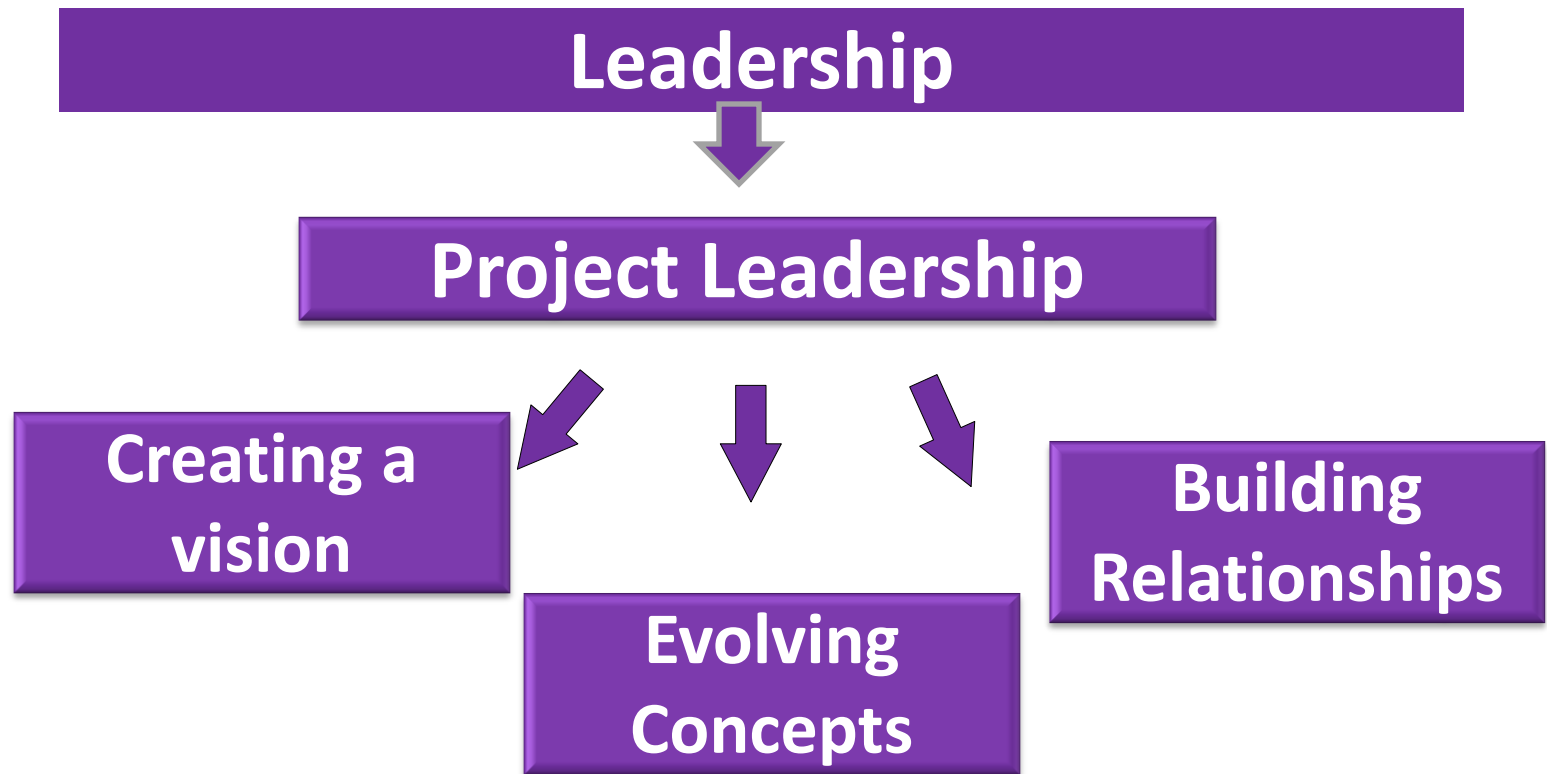 Leadership
Project Leadership
Creating a
vision
Building
Relationships
Evolving
Concepts